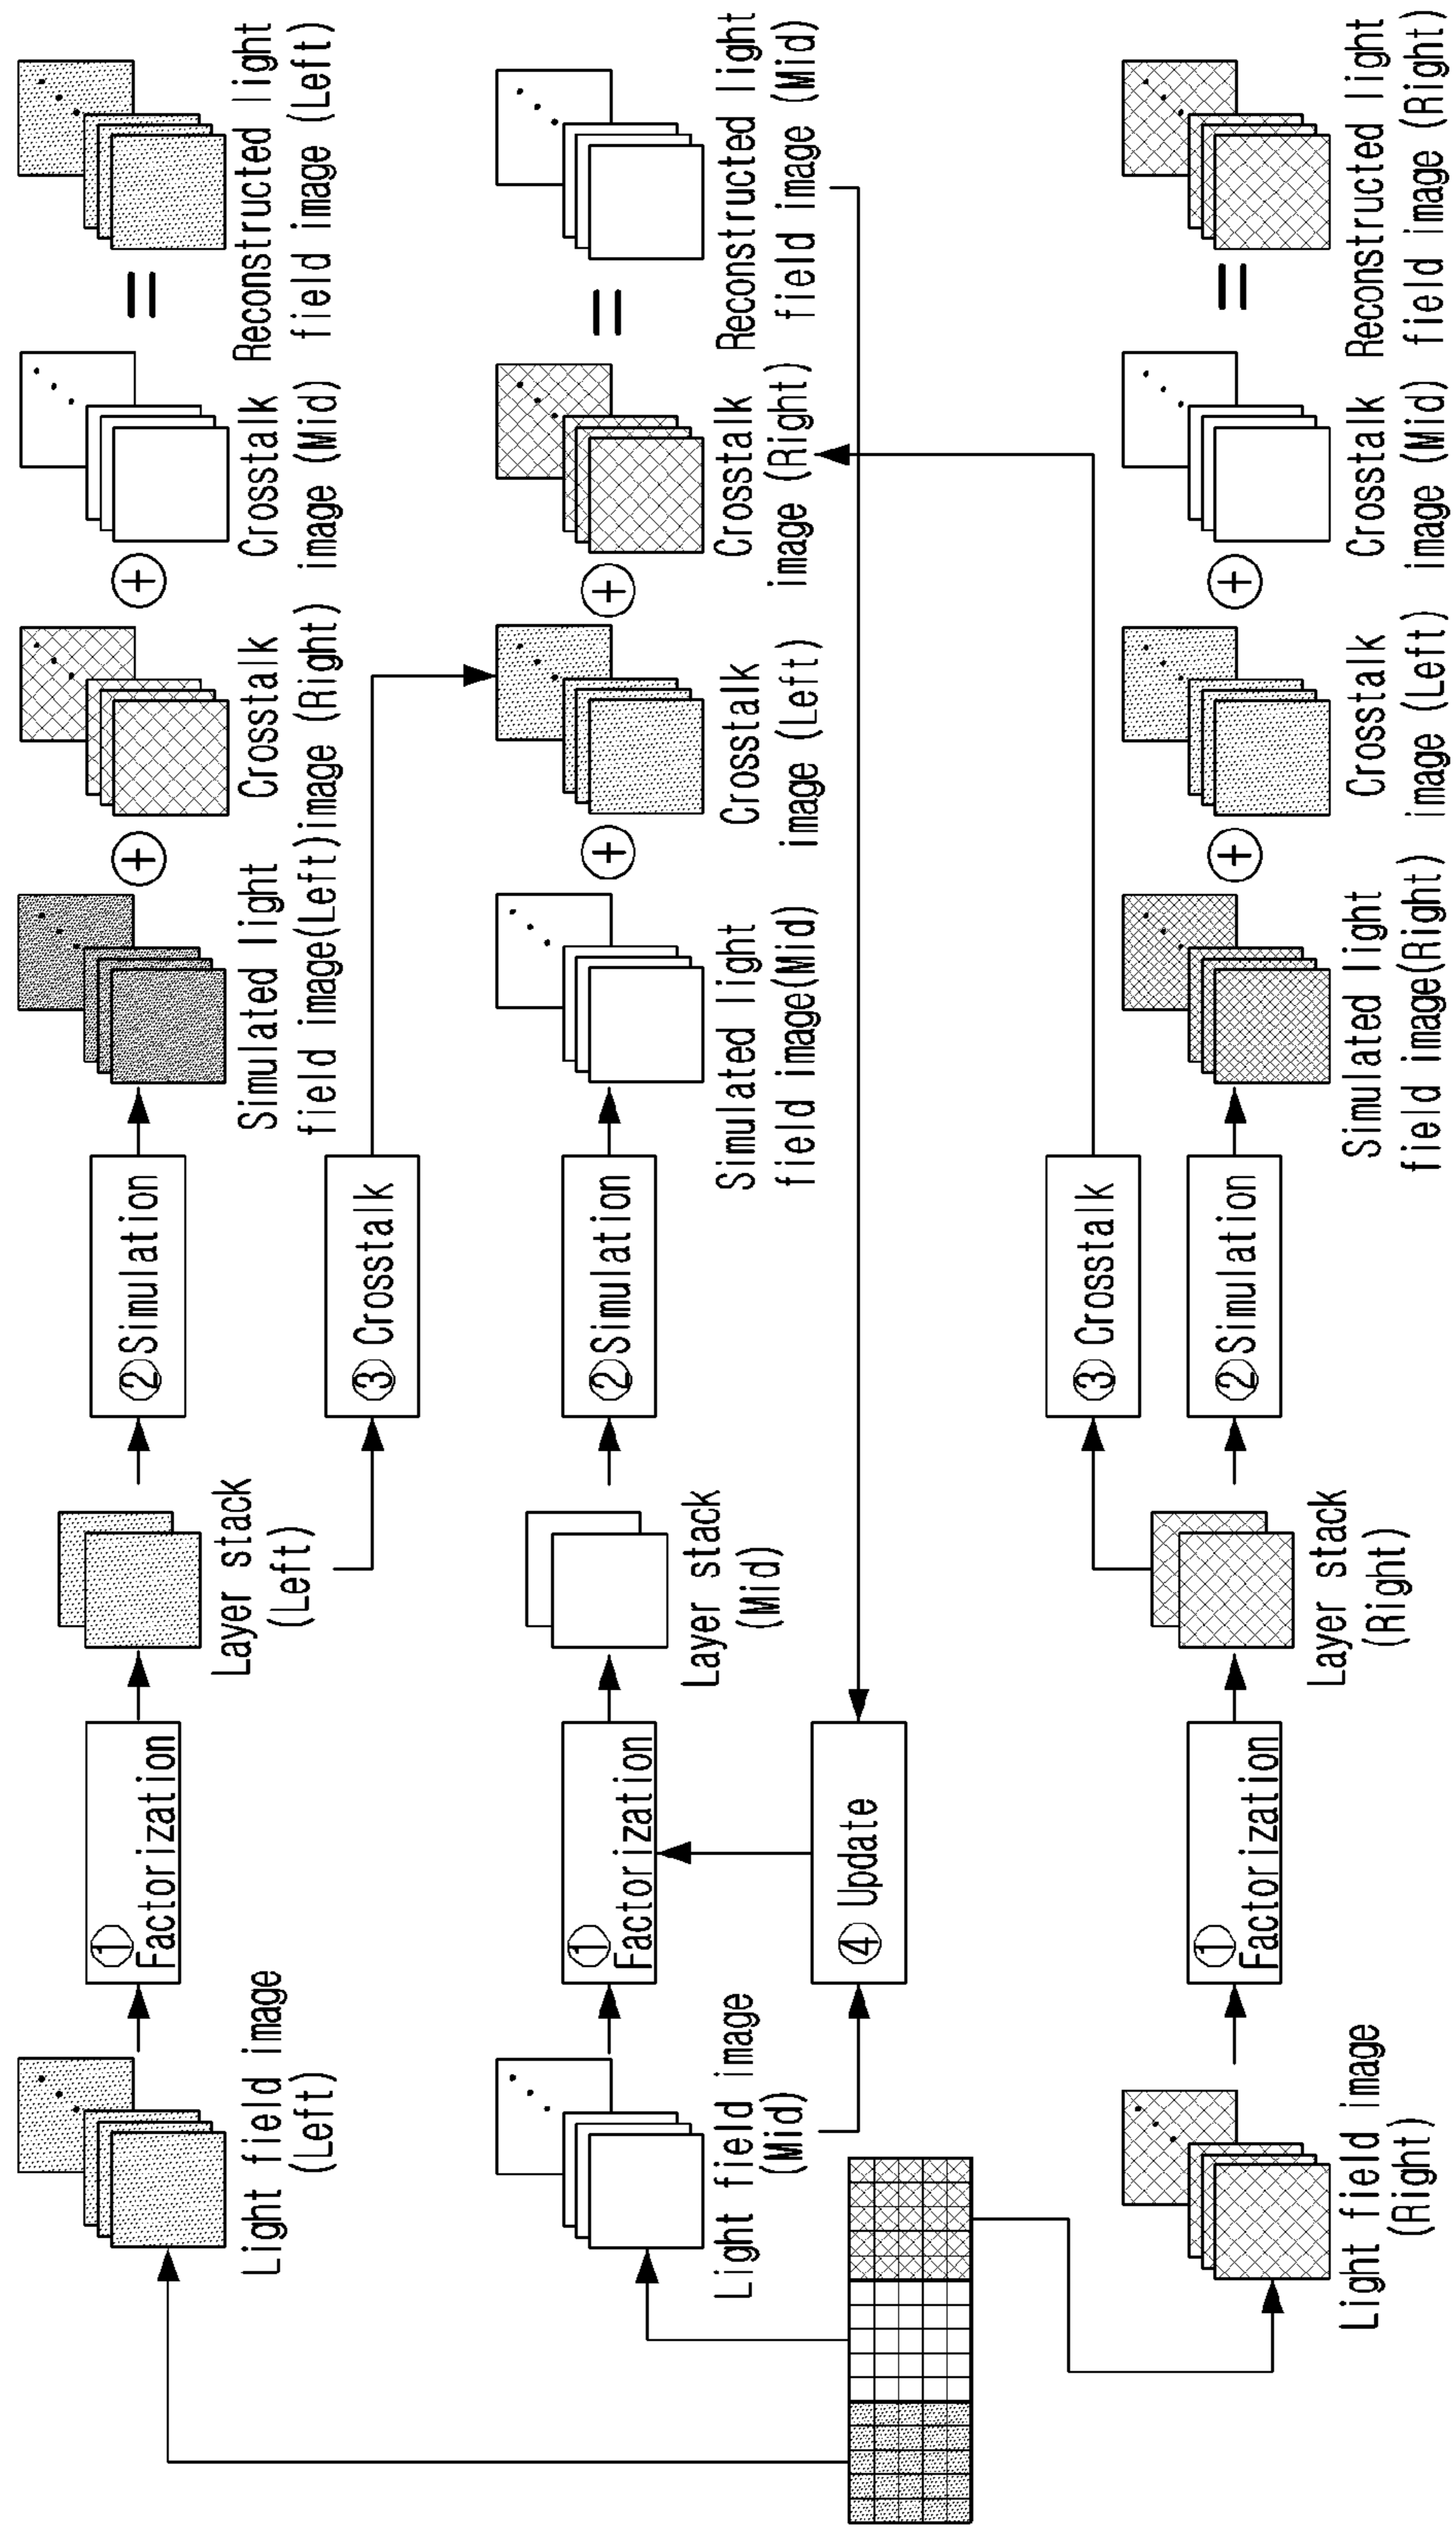 Light field image
(Left)
①
Factorization
Layer stack
(Left)
② Simulation
③ Crosstalk
Simulated light
field image(Left)
Crosstalk
image (Right)
Crosstalk
image (Mid)
Reconstructed light
field image (Left)
Light field image
(Mid)
①
Factorization
④ Update
Layer stack
(Mid)
② Simulation
Simulated light
field image(Mid)
Crosstalk
image (Left)
Crosstalk
image (Right)
Reconstructed light
field image (Mid)
Light field image
(Right)
①
Factorization
Layer stack
(Right)
③ Crosstalk
② Simulation
Simulated light
field image(Right)
Crosstalk
image (Left)
Crosstalk
image (Mid)
Reconstructed light
field image (Right)